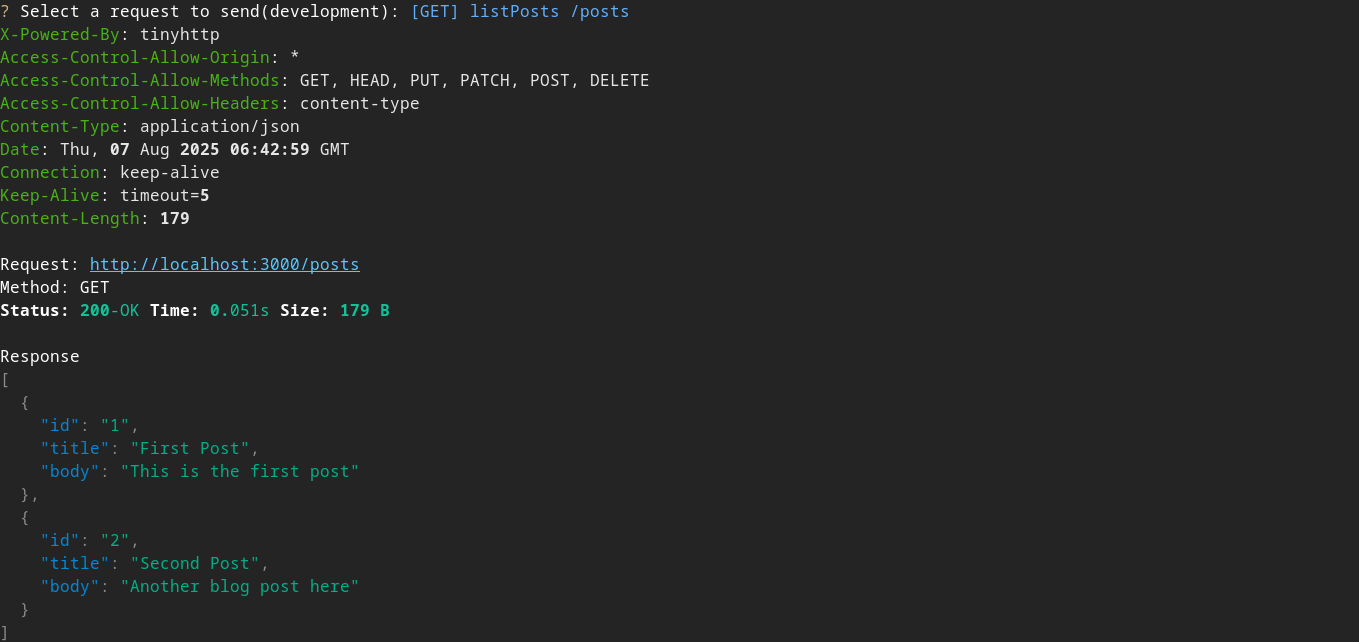 ? Select a request to send(development): [GET] listPosts /posts
X-Powered-By: tinyhttp
Access-Control-Allow-Origin: *
Access-Control-Allow-Methods: GET, HEAD, PUT, PATCH, POST, DELETE
Access-Control-Allow-Headers: content-type
Content-Type: application/json
Date: Thu, 07 Aug 2025 06:42:59 GMT
Connection: keep-alive
Keep-Alive: timeout=5
Content-Length: 179

Request: http://localhost:3000/posts
Method: GET
Status: 200-OK Time: 0.051s Size: 179 B

Response
[
  {
    "id": "1",
    "title": "First Post",
    "body": "This is the first post"
  },
  {
    "id": "2",
    "title": "Second Post",
    "body": "Another blog post here"
  }
]